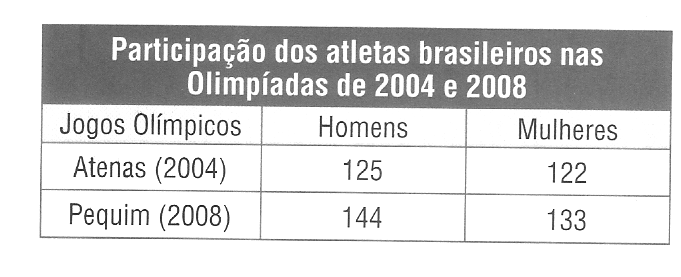 Participação dos atletas brasileiros nas
Olimpíadas de 2004 e 2008
Jogos Olímpicos Homens Mulheres
Atenas (2004) 125 122
Pequim (2008) 144 133